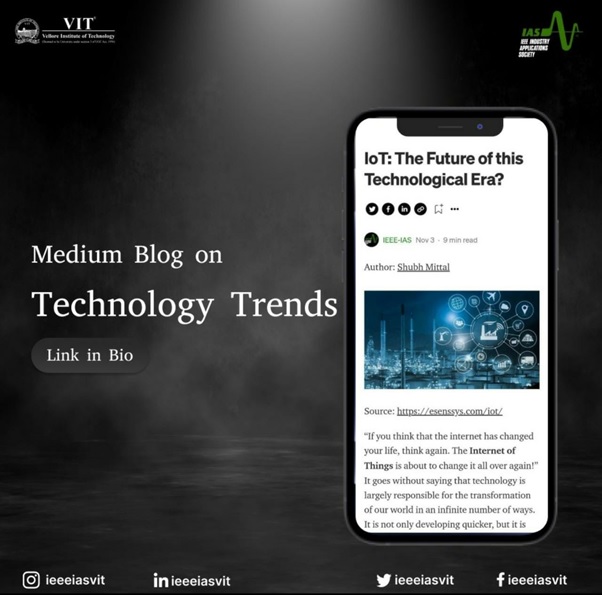 VIT
Vellore Institute of Technology
IAS
IEEE INDUSTRY
APPLICATIONS
SOCIETY
Medium Blog on
Technology Trends
Link in Bio
IoT: The Future of this
Technological Era?
IEEE-IAS Nov 3 · 9 min read
Author: Shubh Mittal
Source: https://esenssys.com/iot/
“If you think that the internet has changed
your life, think again. The Internet of
Things is about to change it all over again!”
It goes without saying that technology is
largely responsible for the transformation
of our world in an infinite number of ways.
It is not only developing quicker, but it is
ieeeiasvit
ieeeiasvit
ieeeiasvit
ieeeiasvit